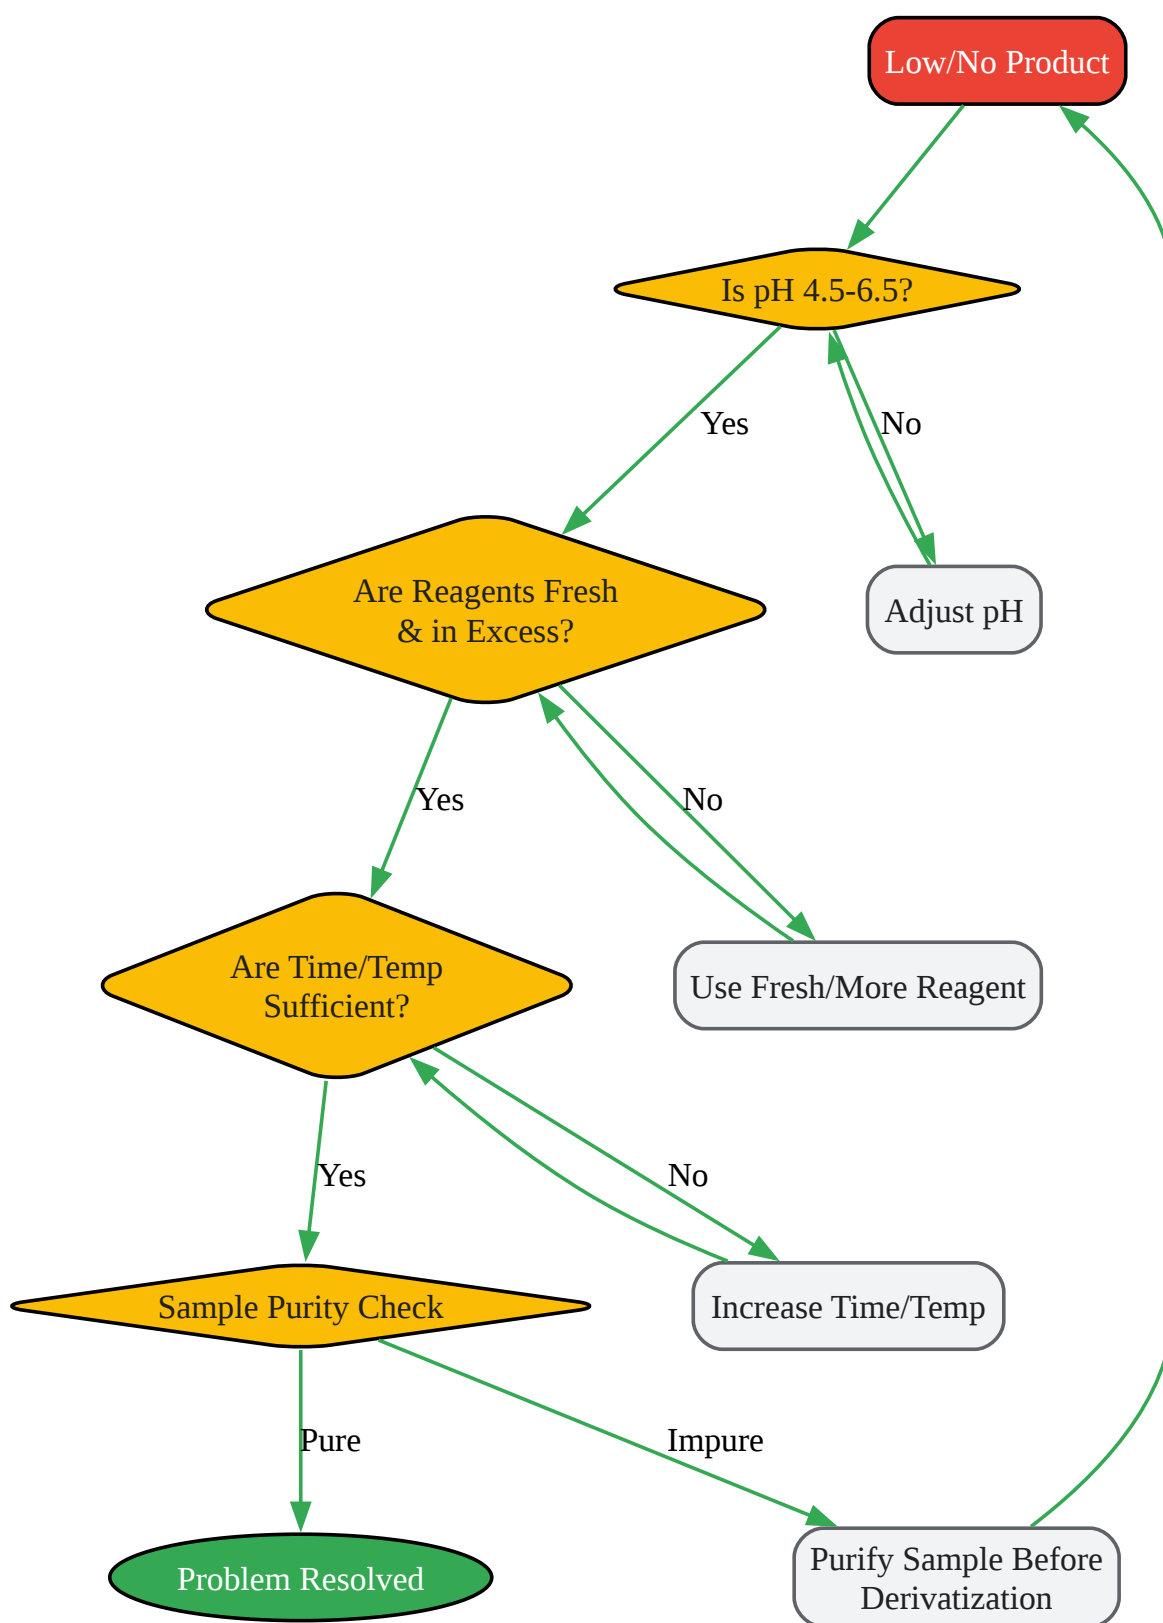 Low/No Product
Is pH 4.5-6.5?
Yes
No
Are Reagents Fresh
& in Excess?
Adjust pH
Yes
No
Are Time/Temp
Sufficient?
Use Fresh/More Reagent
Yes
No
Sample Purity Check
Increase Time/Temp
Pure
Impure
Problem Resolved
Purify Sample Before
Derivatization